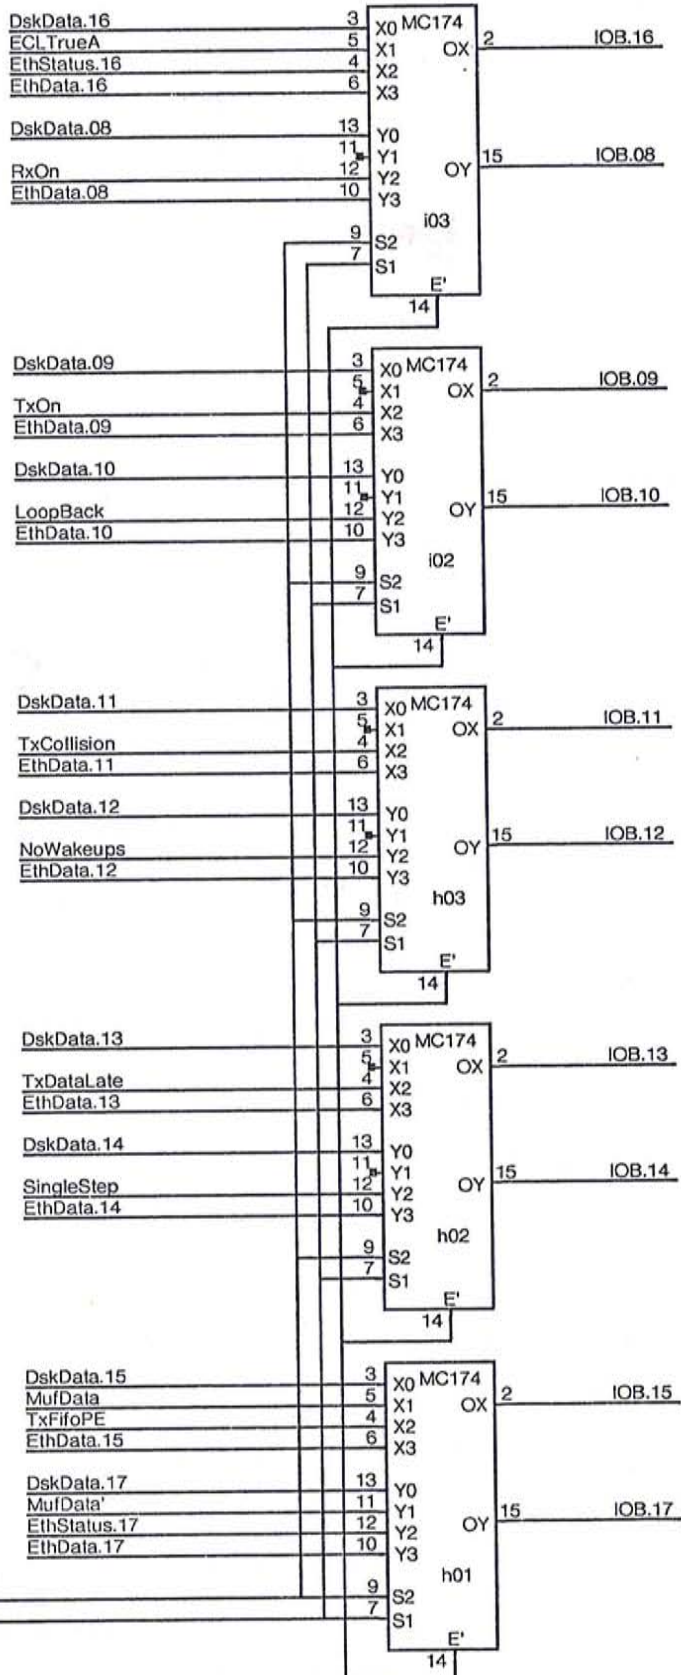 DskData.16 3 X0 MC174
ECLTrueA 5 X1 OX 2 IOB.16
EthStatus.16 4 X2
EthData.16 6 X3
DskData.08 13 Y0
11 Y1 OY 15 IOB.08
RxOn 12 Y2
EthData.08 10 Y3
i03
9 S2
7 S1
E'
14
DskData.09 3 X0 MC174
5 X1 OX 2 IOB.09
TxOn 4 X2
EthData.09 6 X3
DskData.10 13 Y0
11 Y1 OY 15 IOB.10
LoopBack 12 Y2
EthData.10 10 Y3
i02
9 S2
7 S1
E'
14
DskData.11 3 X0 MC174
5 X1 OX 2 IOB.11
TxCollision 4 X2
EthData.11 6 X3
DskData.12 13 Y0
11 Y1 OY 15 IOB.12
NoWakeups 12 Y2
EthData.12 10 Y3
h03
9 S2
7 S1
E'
14
DskData.13 3 X0 MC174
5 X1 OX 2 IOB.13
TxDataLate 4 X2
EthData.13 6 X3
DskData.14 13 Y0
11 Y1 OY 15 IOB.14
SingleStep 12 Y2
EthData.14 10 Y3
h02
9 S2
7 S1
E'
14
DskData.15 3 X0 MC174
MufData 5 X1 OX 2 IOB.15
TxFifoPE 4 X2
EthData.15 6 X3
DskData.17 13 Y0
MufData' 11 Y1 OY 15 IOB.17
EthStatus.17 12 Y2
EthData.17 10 Y3
h01
9 S2
7 S1
E'
14